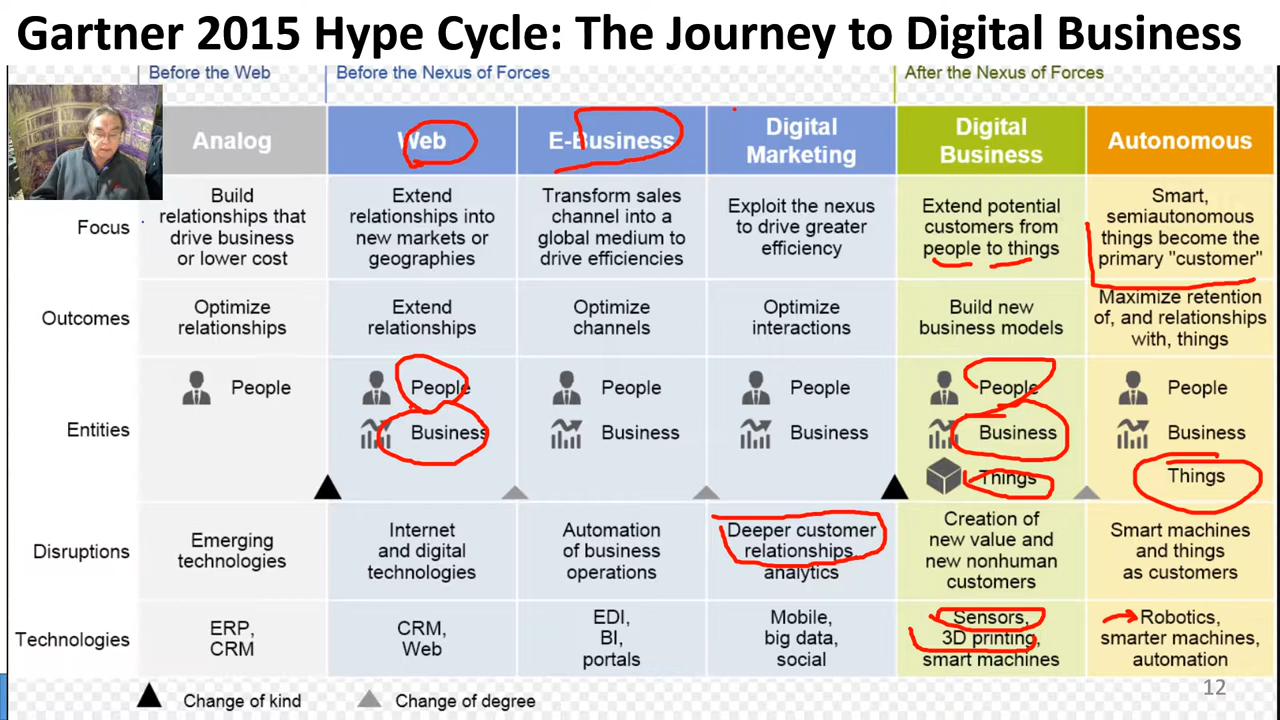 Gartner 2015 Hype Cycle: The Journey to Digital Business
Before the Web
Before the Nexus of Forces
After the Nexus of Forces
Analog
Web
E-Business
Digital
Marketing
Digital
Business
Autonomous
Focus
Build
relationships that
drive business
or lower cost
Extend
relationships into
new markets or
geographies
Transform sales
channel into a
global medium to
drive efficiencies
Exploit the nexus
to drive greater
efficiency
Extend potential
customers from
people to things
Smart,
semiautonomous
things become the
primary "customer"
Outcomes
Optimize
relationships
Extend
relationships
Optimize
channels
Optimize
interactions
Build new
business models
Maximize retention
of, and relationships
with, things
Entities
People
People
Business
People
Business
People
Business
People
Business
Things
People
Business
Things
Disruptions
Emerging
technologies
Internet
and digital
technologies
Automation
of business
operations
Deeper customer
relationships,
analytics
Creation of
new value and
new nonhuman
customers
Smart machines
and things
as customers
Technologies
ERP,
CRM
CRM,
Web
EDI,
BI,
portals
Mobile,
big data,
social
Sensors,
3D printing,
smart machines
Robotics,
smarter machines,
automation
Change of kind
Change of degree
12